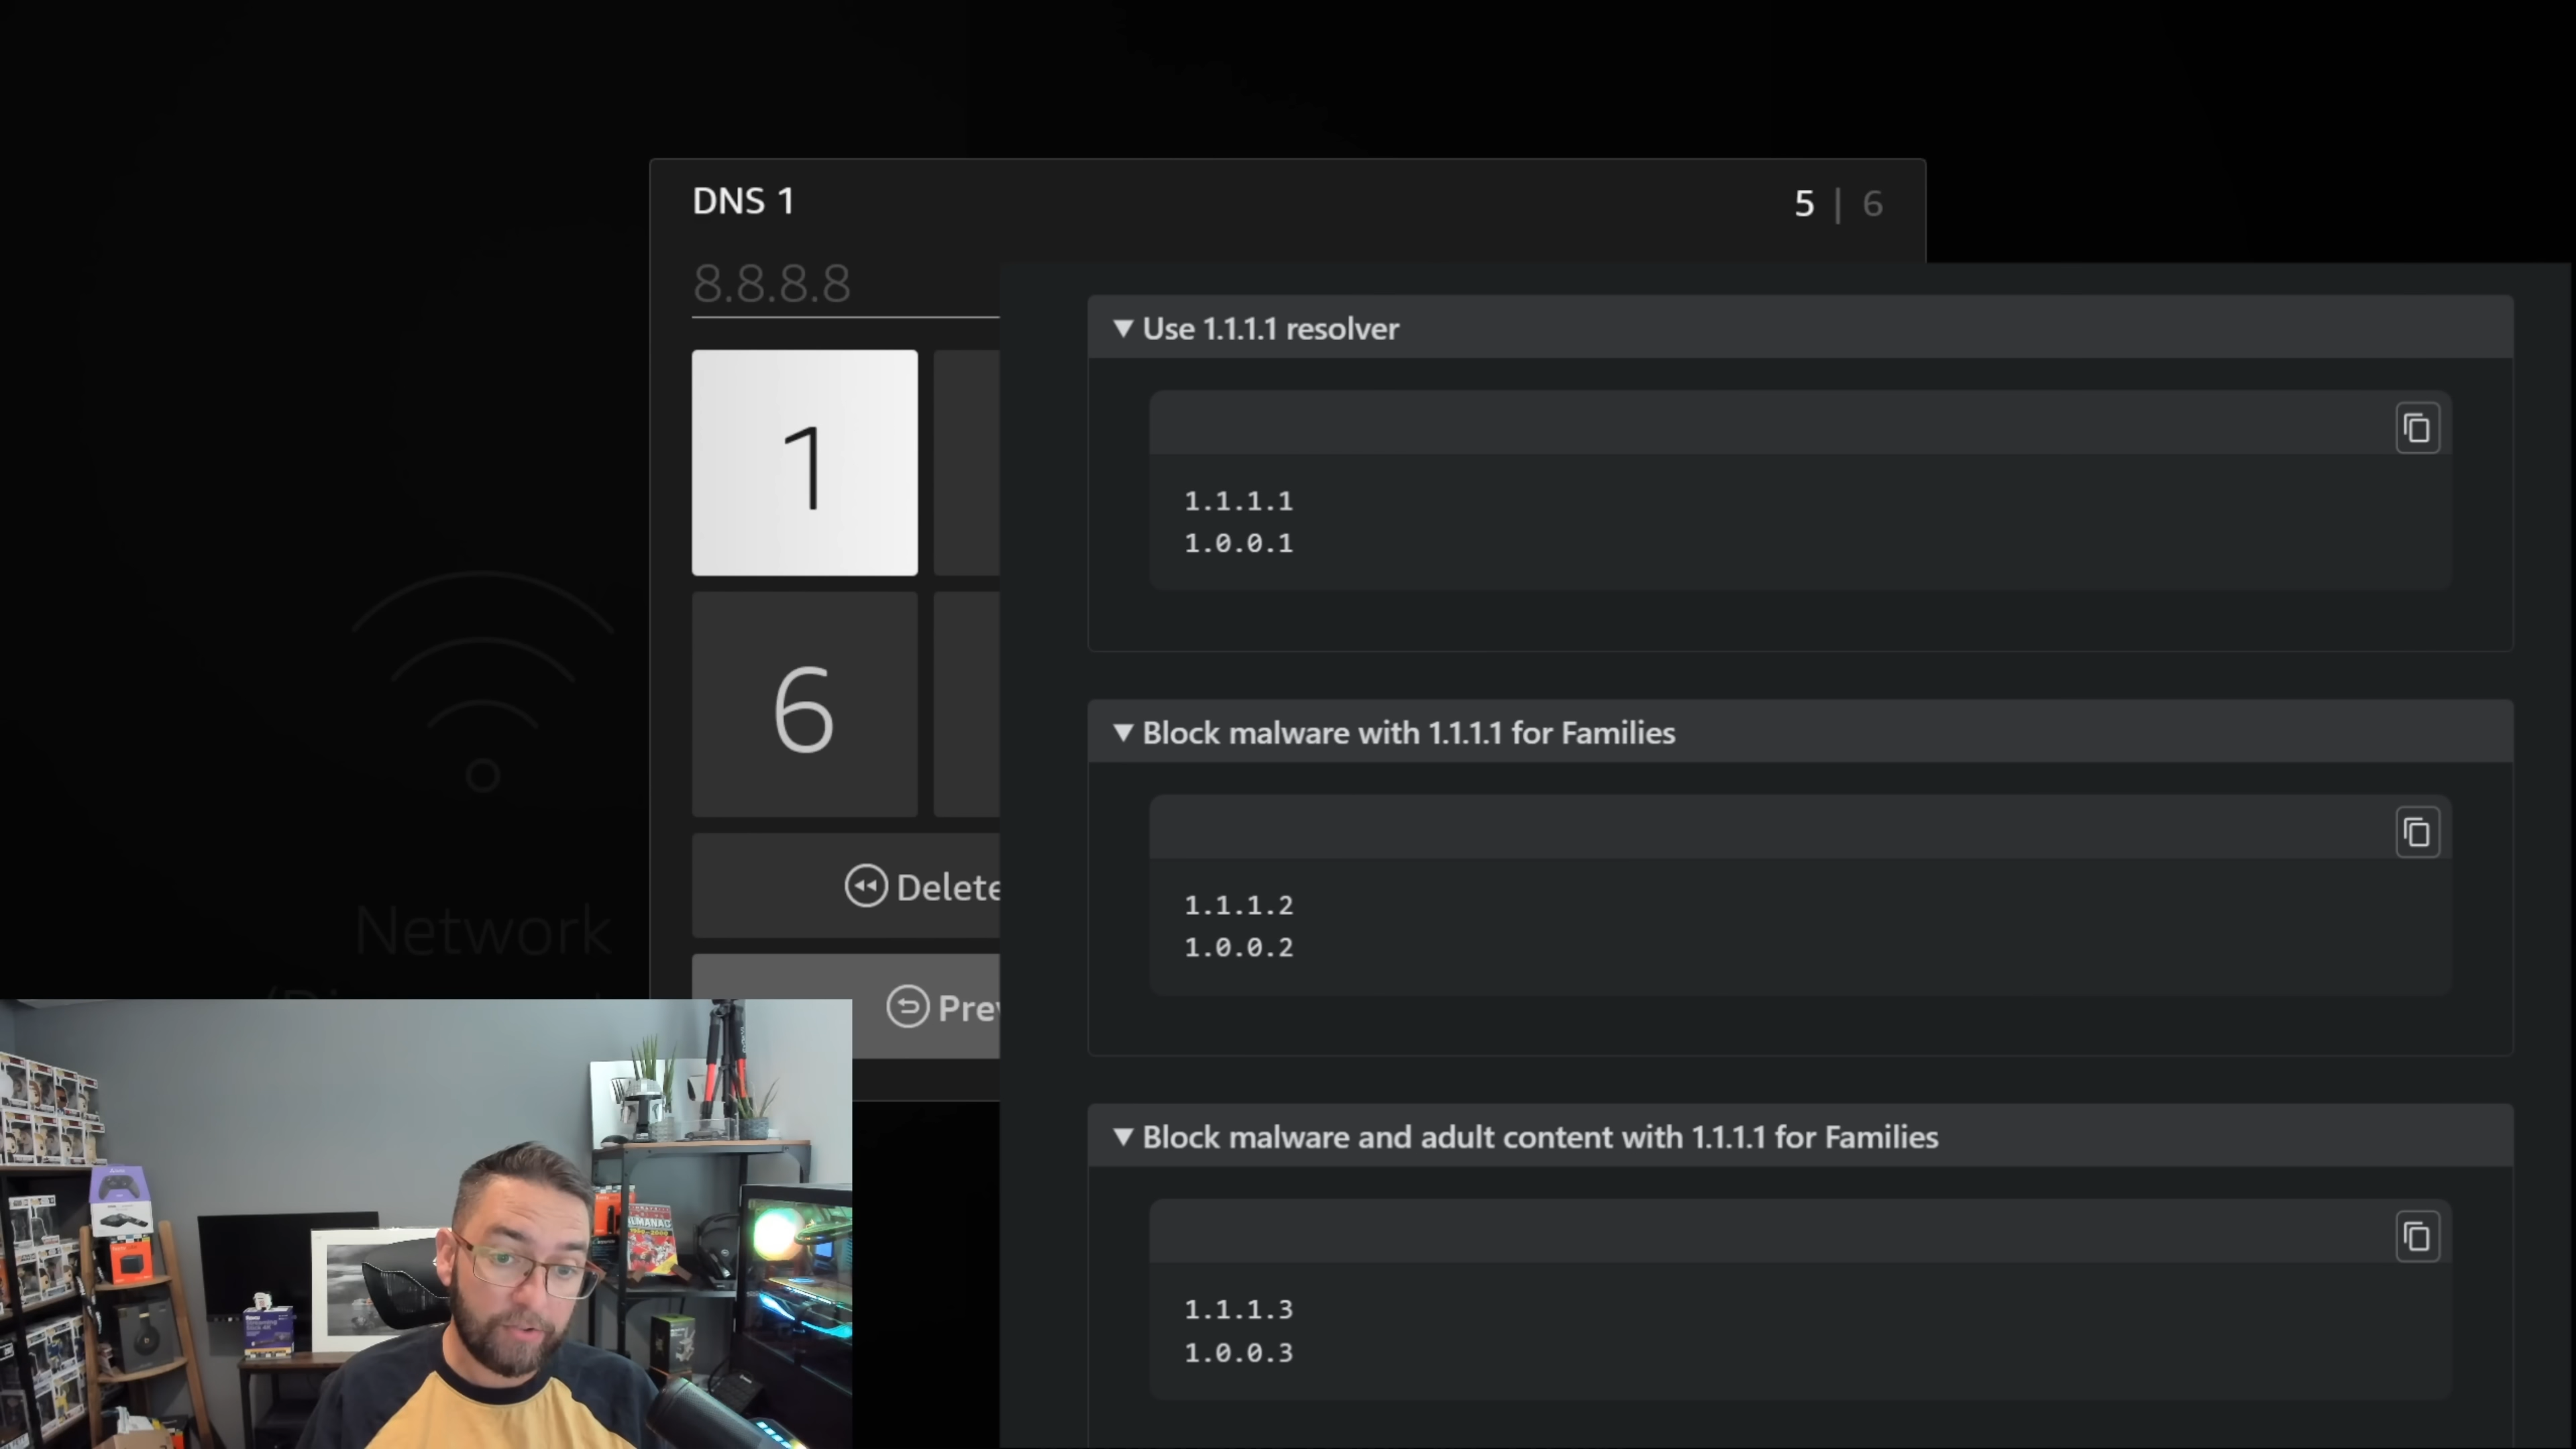 DNS 1
5 | 6
8.8.8.8
1
6
Delete
Prev
Network
Use 1.1.1.1 resolver
1.1.1.1
1.0.0.1
Block malware with 1.1.1.1 for Families
1.1.1.2
1.0.0.2
Block malware and adult content with 1.1.1.1 for Families
1.1.1.3
1.0.0.3
ALMANAC